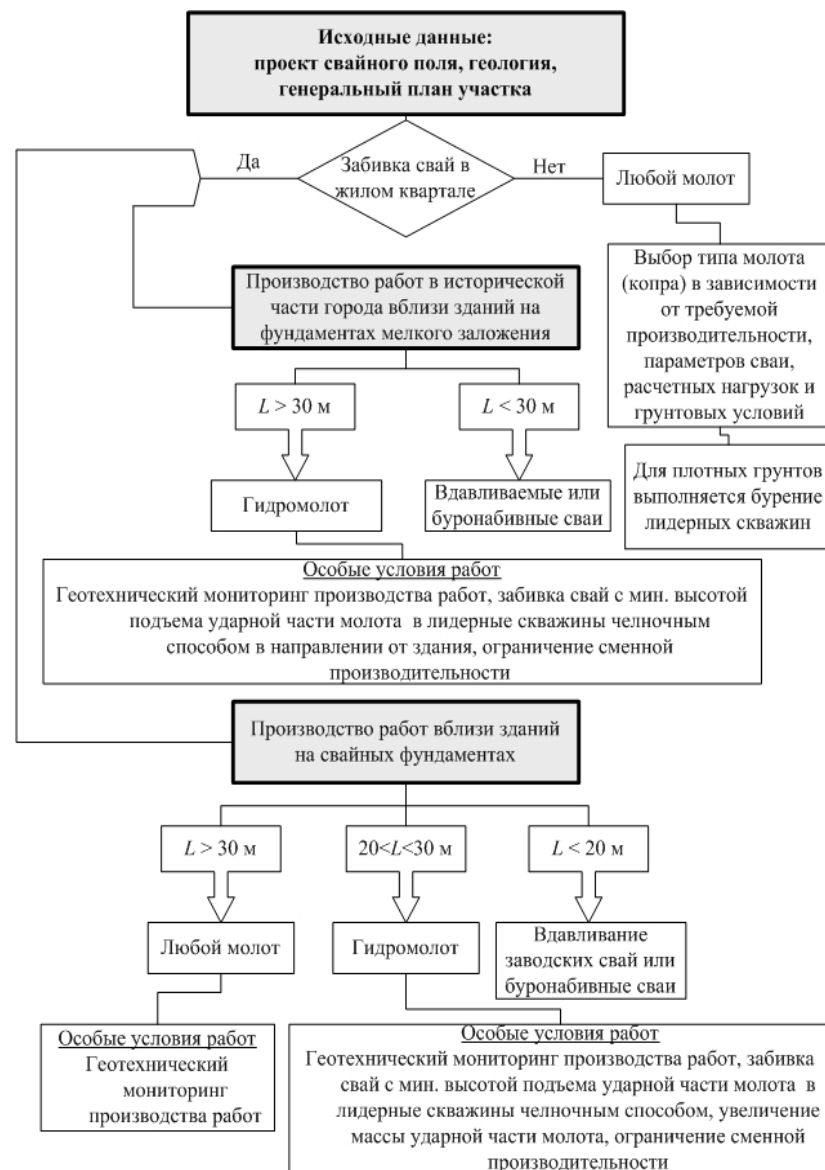 Исходные данные:
проект свайного поля, геология,
генеральный план участка
Да
Забивка свай в
жилом квартале
Нет
Любой молот
Выбор типа молота
(копра) в зависимости
от требуемой
производительности,
параметров сваи,
расчетных нагрузок и
грунтовых условий
Для плотных грунтов
выполняется бурение
лидерных скважин
Производство работ в исторической
части города вблизи зданий на
фундаментах мелкого заложения
L > 30 м
L < 30 м
Гидромолот
Вдавливаемые или
буронабивные сваи
Особые условия работ
Геотехнический мониторинг производства работ, забивка свай с мин. высотой
подъема ударной части молота в лидерные скважины челночным
способом в направлении от здания, ограничение сменной
производительности
Производство работ вблизи зданий
на свайных фундаментах
L > 30 м
20<L<30 м
L < 20 м
Любой молот
Гидромолот
Вдавливание
заводских свай или
буронабивные сваи
Особые условия работ
Геотехнический
мониторинг
производства работ
Особые условия работ
Геотехнический мониторинг производства работ, забивка
свай с мин. высотой подъема ударной части молота в
лидерные скважины челночным способом, увеличение
массы ударной части молота, ограничение сменной
производительности